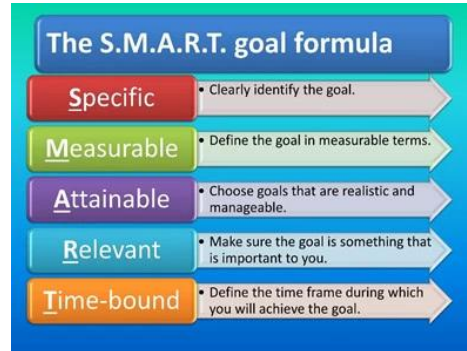 The S.M.A.R.T. goal formula
Specific
• Clearly identify the goal.
Measurable
• Define the goal in measurable terms.
Attainable
• Choose goals that are realistic and
manageable.
Relevant
• Make sure the goal is something that
is important to you.
Time-bound
• Define the time frame during which
you will achieve the goal.